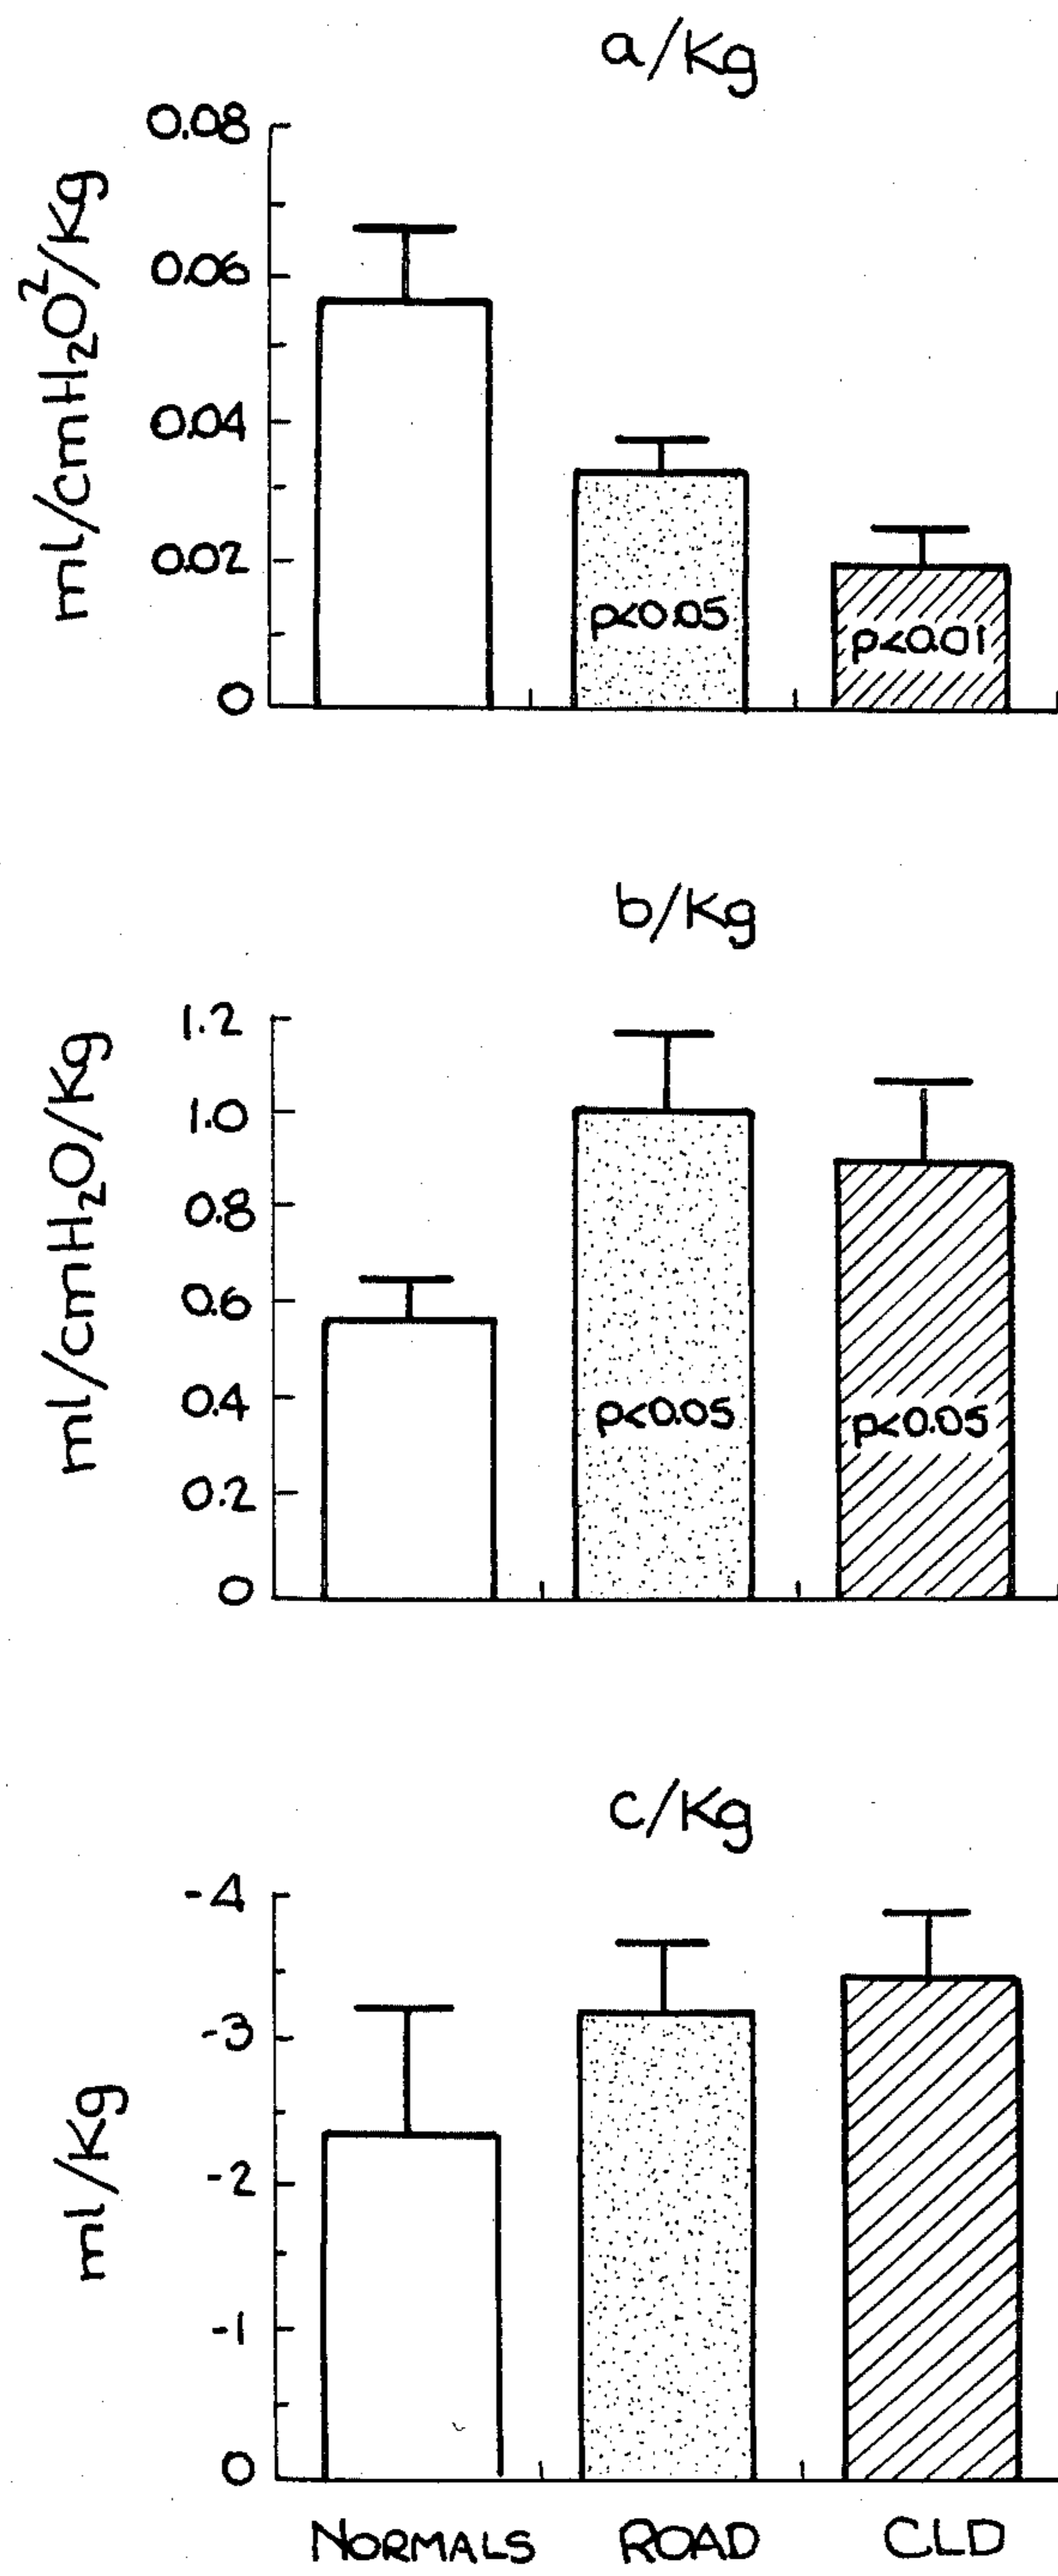 a/Kg
ml/cmH₂O²/Kg
0.08
0.06
0.04
0.02
0
p<0.05
p<0.01
b/Kg
ml/cmH₂O/Kg
1.2
1.0
0.8
0.6
0.4
0.2
0
p<0.05
p<0.05
c/Kg
ml/Kg
-4
-3
-2
-1
0
NORMALS ROAD CLD